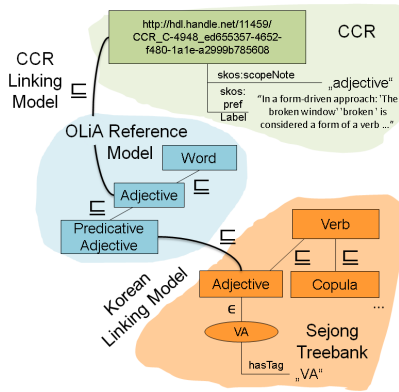 http://hdl.handle.net/11459/
CCR_C-4948_ed655357-4652-
f480-1a1e-a2999b785608
CCR
skos:scopeNote
„adjective“
skos:
pref
Label
“In a form-driven approach: 'The
broken window' 'broken ' is
considered a form of a verb ...”
CCR
Linking
Model
⊑
OLiA Reference
Model
Word
⊑
Adjective
⊑
Predicative
Adjective
⊑
Korean
Linking Model
Verb
⊑
⊑
Adjective
Copula
...
∈
VA
Sejong
Treebank
hasTag
„VA“